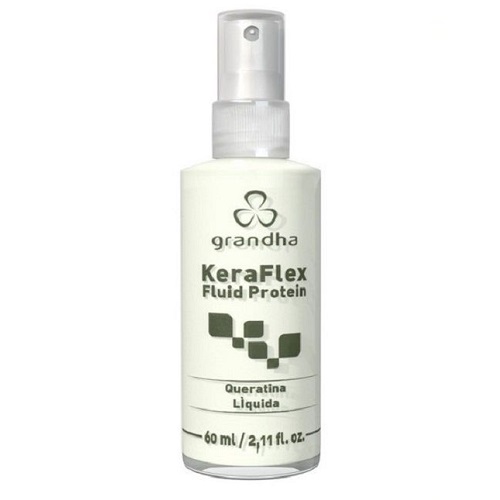 grandha
KeraFlex
Fluid Protein
Queratina
Lìquida
60 ml / 2,11 fl. oz.